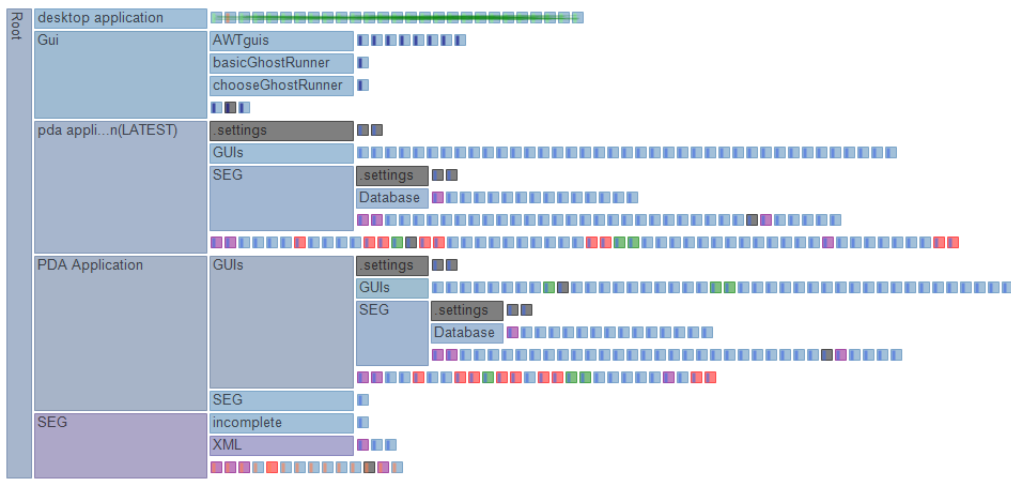 Root
desktop application
Gui
AWTguis
basicGhostRunner
chooseGhostRunner
pda appli...n(LATEST)
.settings
GUIs
SEG
.settings
Database
PDA Application
GUIs
.settings
GUIs
SEG
.settings
Database
SEG
SEG
incomplete
XML